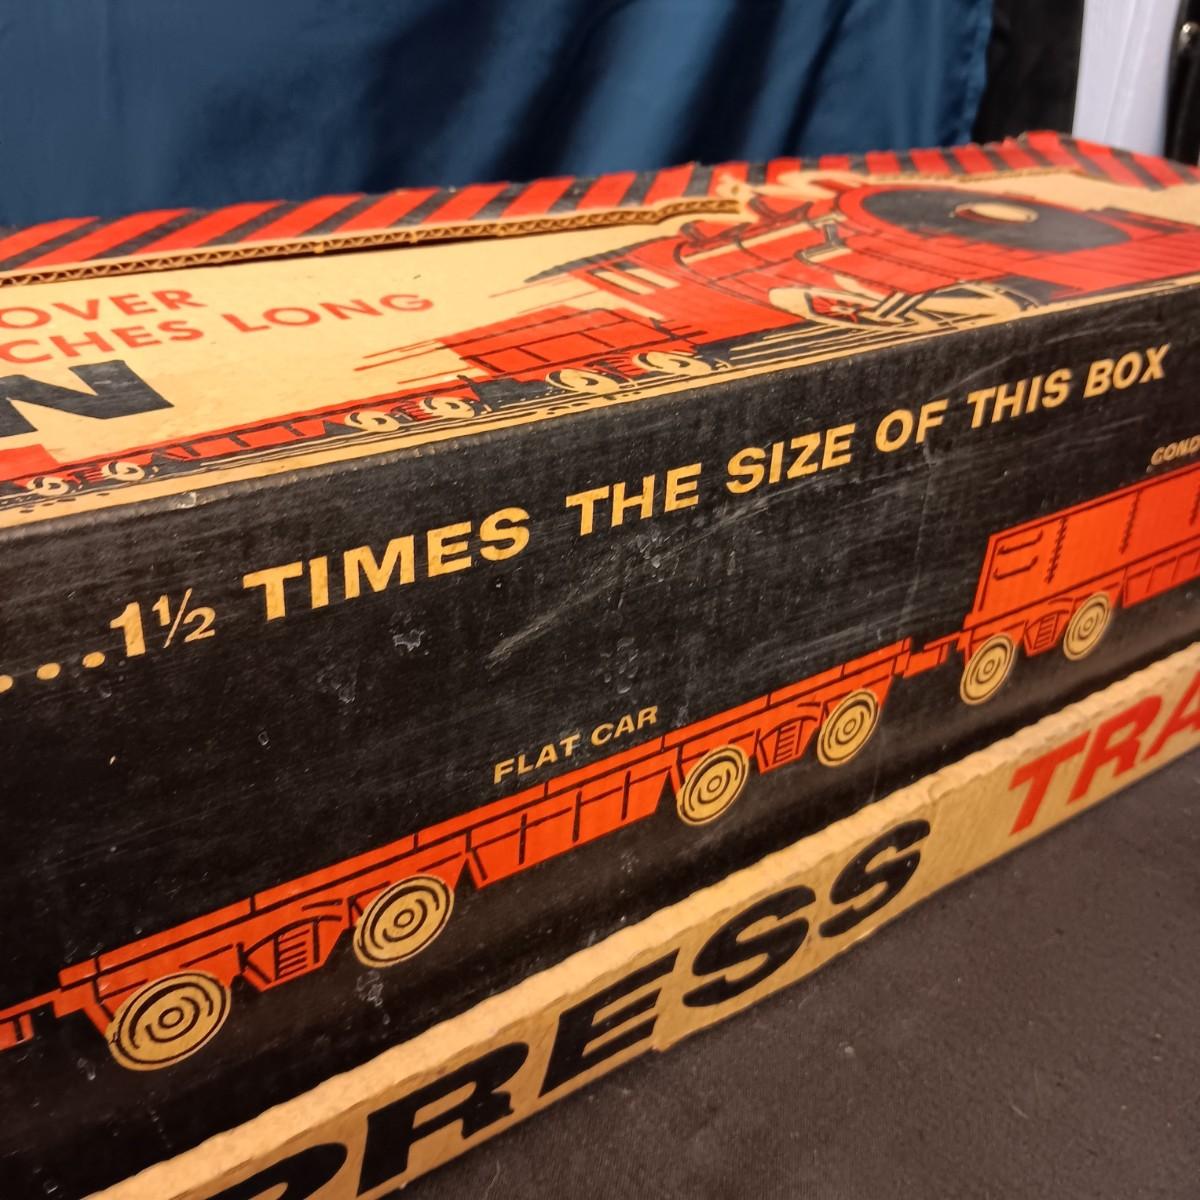 OVER
CHES LONG
N
....1½ TIMES THE SIZE OF THIS BOX
COND
FLAT CAR
PRESS TRA